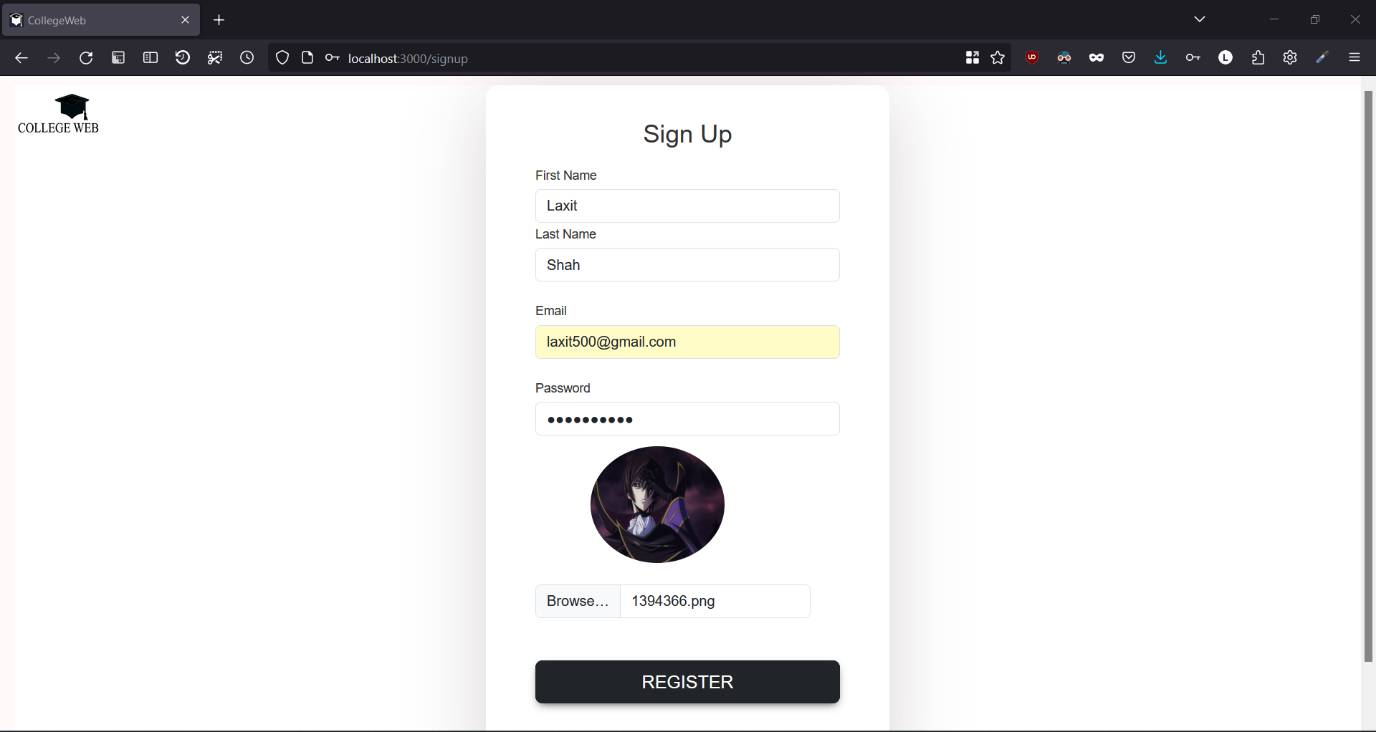 CollegeWeb
localhost:3000/signup
COLLEGE WEB
Sign Up
First Name
Laxit
Last Name
Shah
Email
laxit500@gmail.com
Password
Browse... 1394366.png
REGISTER